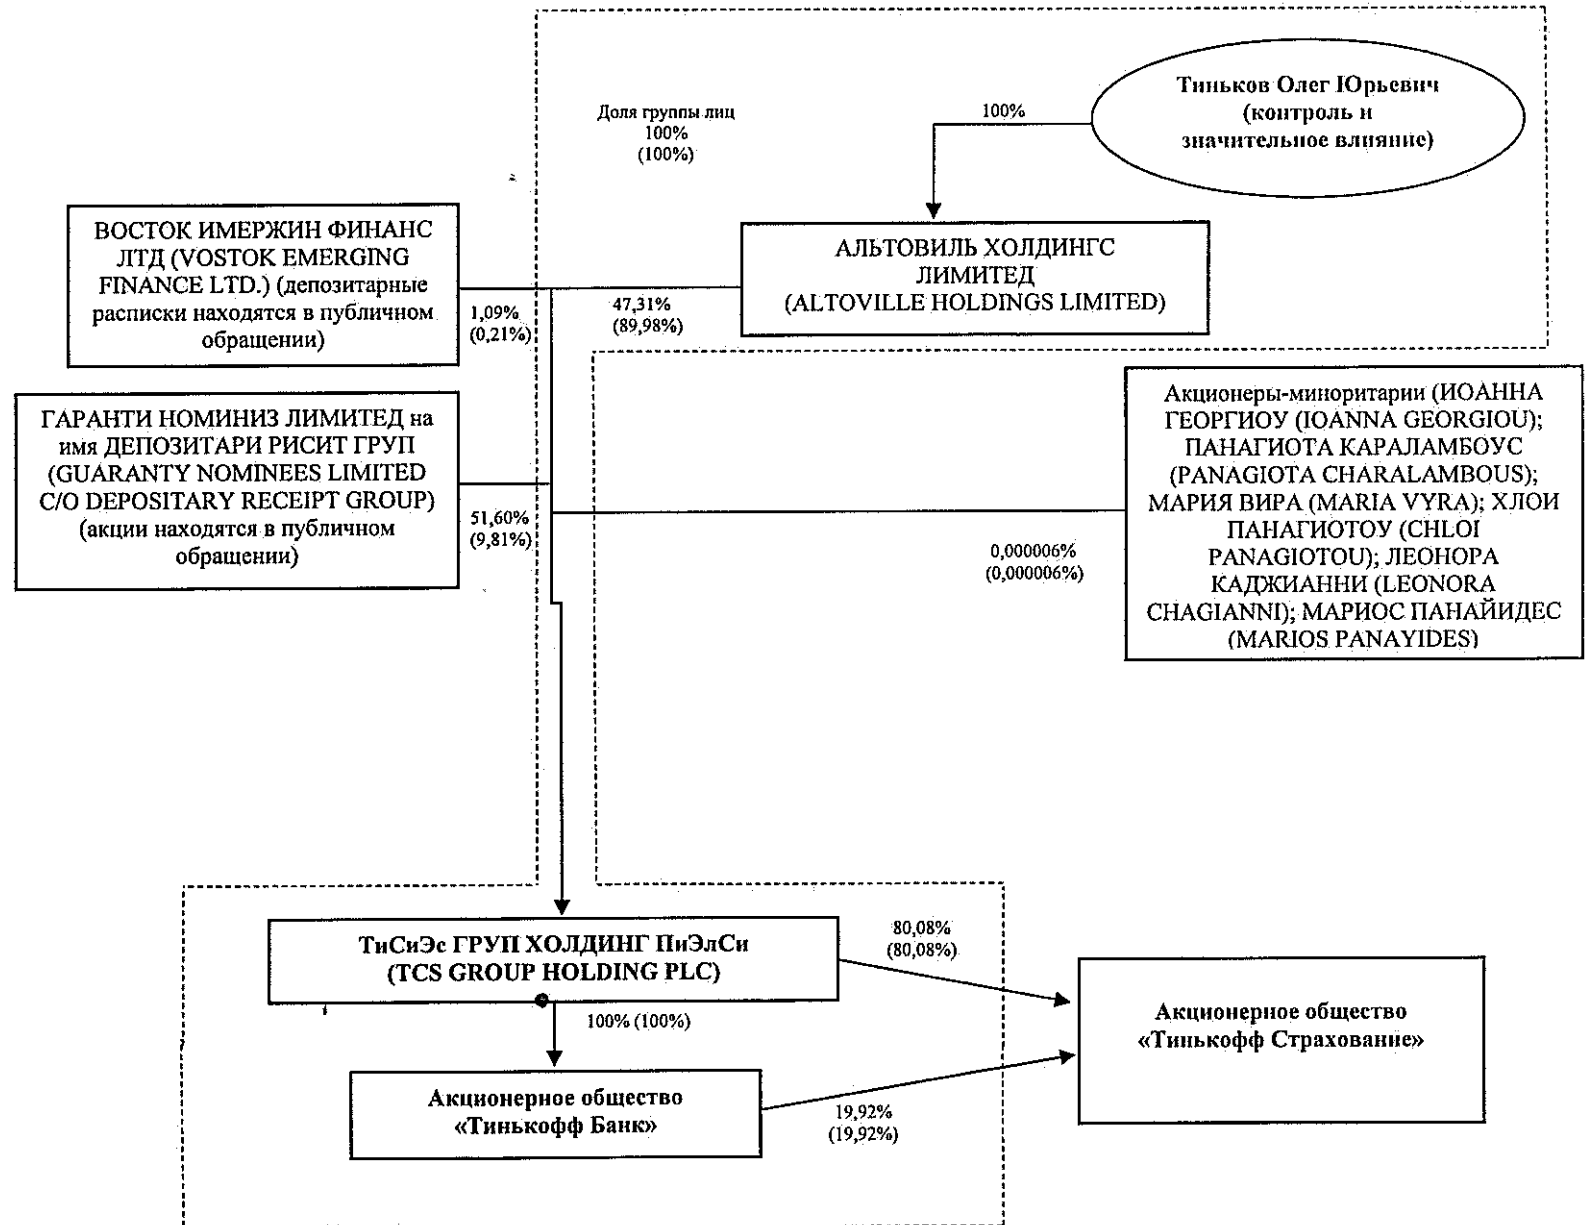 Тиньков Олег Юрьевич
(контроль и
значительное влияние)
Доля группы лиц
100%
(100%)
100%
ВОСТОК ИМЕРЖИН ФИНАНС
ЛТД (VOSTOK EMERGING
FINANCE LTD.) (депозитарные
расписки находятся в публичном
обращении)
АЛЬТОВИЛЬ ХОЛДИНГС
ЛИМИТЕД
(ALTOVILLE HOLDINGS LIMITED)
1,09%
(0,21%)
47,31%
(89,98%)
ГАРАНТИ НОМИНИЗ ЛИМИТЕД на
имя ДЕПОЗИТАРИ РИСИТ ГРУП
(GUARANTY NOMINEES LIMITED
C/O DEPOSITARY RECEIPT GROUP)
(акции находятся в публичном
обращении)
51,60%
(9,81%)
Акционеры-миноритарии (ИОАННА
ГЕОРГИОУ (IOANNA GEORGIOU);
ПАНАГИОТА КАРАЛАМБОУС
(PANAGIOTA CHARALAMBOUS);
МАРИЯ ВИРА (MARIA VYRA); ХЛОИ
ПАНАГИОТОУ (CHLOI
PANAGIOTOU); ЛЕОНОРА
КАДЖИАННИ (LEONORA
CHAGIANNI); МАРИОС ПАНАЙИДЕС
(MARIOS PANAYIDES)
0,000006%
(0,000006%)
ТиСиЭс ГРУП ХОЛДИНГ ПиЭлСи
(TCS GROUP HOLDING PLC)
80,08%
(80,08%)
100% (100%)
Акционерное общество
«Тинькофф Страхование»
Акционерное общество
«Тинькофф Банк»
19,92%
(19,92%)